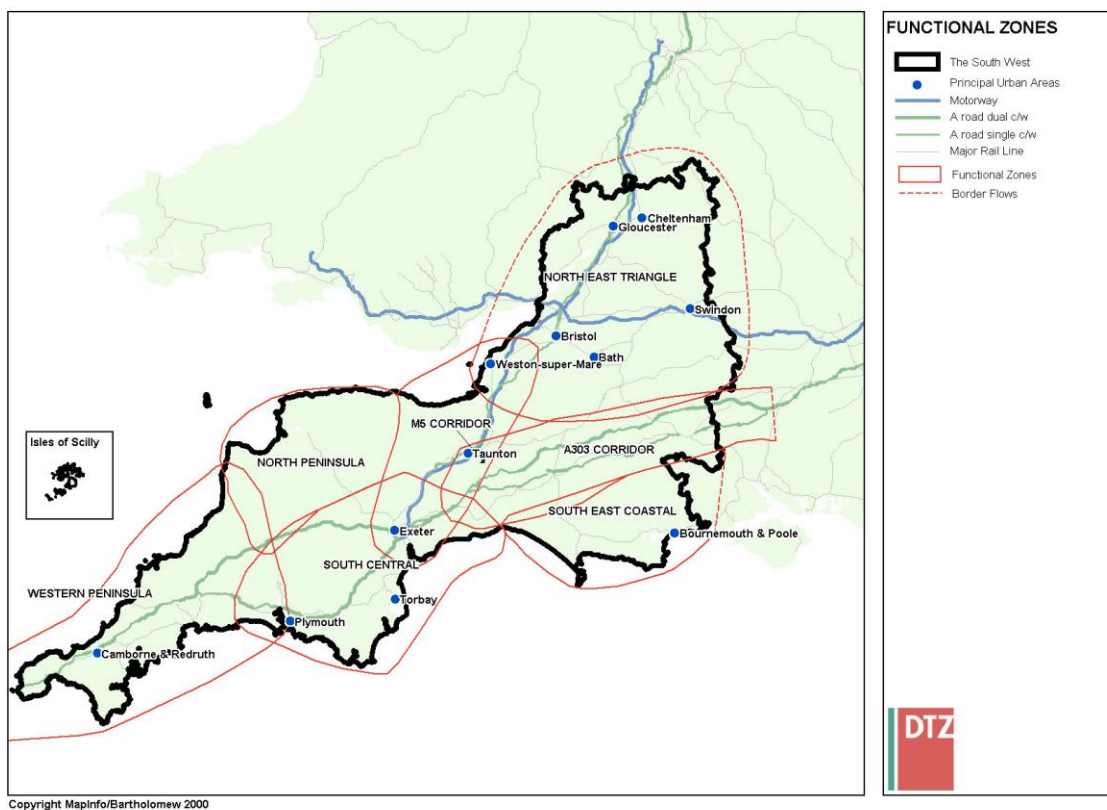 FUNCTIONAL ZONES
The South West
Principal Urban Areas
Motorway
A road dual c/w
A road single c/w
Major Rail Line
Functional Zones
Border Flows
Cheltenham
Gloucester
NORTH EAST TRIANGLE
Swindon
Bristol
Bath
Weston-super-Mare
M5 CORRIDOR
Isles of Scilly
Taunton
A303 CORRIDOR
NORTH PENINSULA
SOUTH EAST COASTAL
Exeter
Bournemouth & Poole
SOUTH CENTRAL
WESTERN PENINSULA
Torbay
Plymouth
Camborne & Redruth
DTZ
Copyright MapInfo/Bartholomew 2000